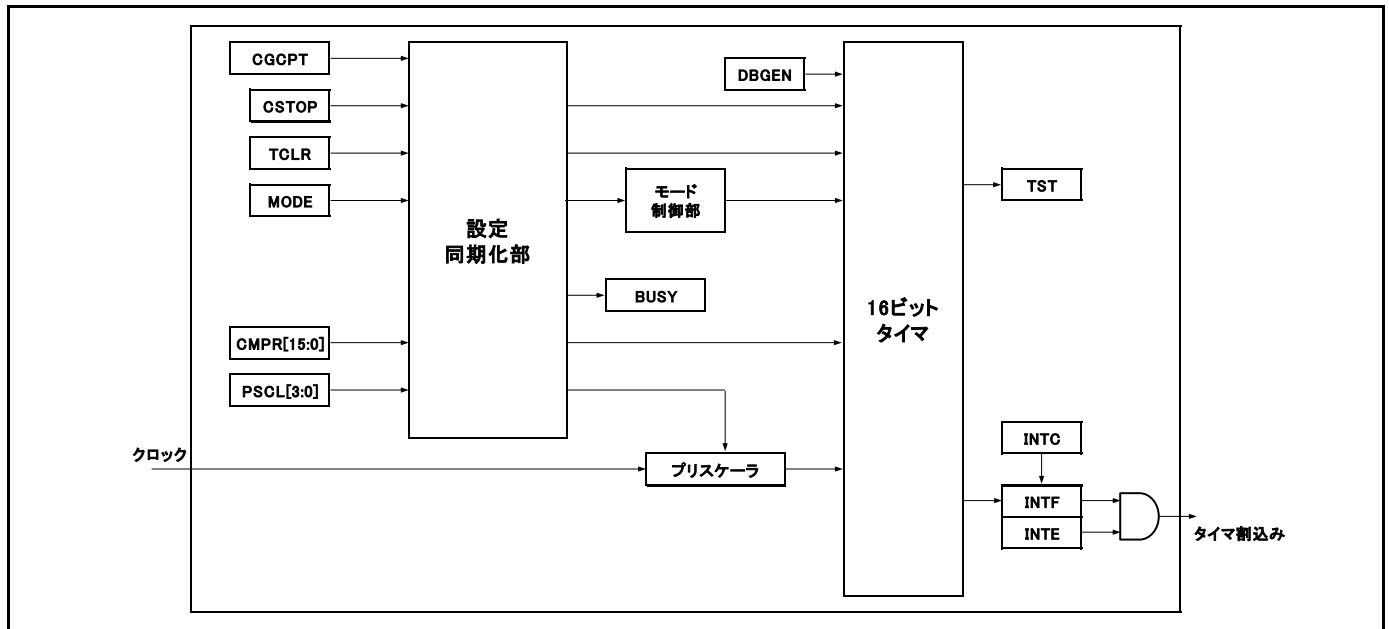 CGCPT
CSTOP
TCLR
MODE
CMPR[15:0]
PSCL[3:0]
クロック
設定
同期化部
DBGEN
モード
制御部
BUSY
プリスケーラ
16ビット
タイマ
TST
INTC
INTF
INTE
タイマ割込み